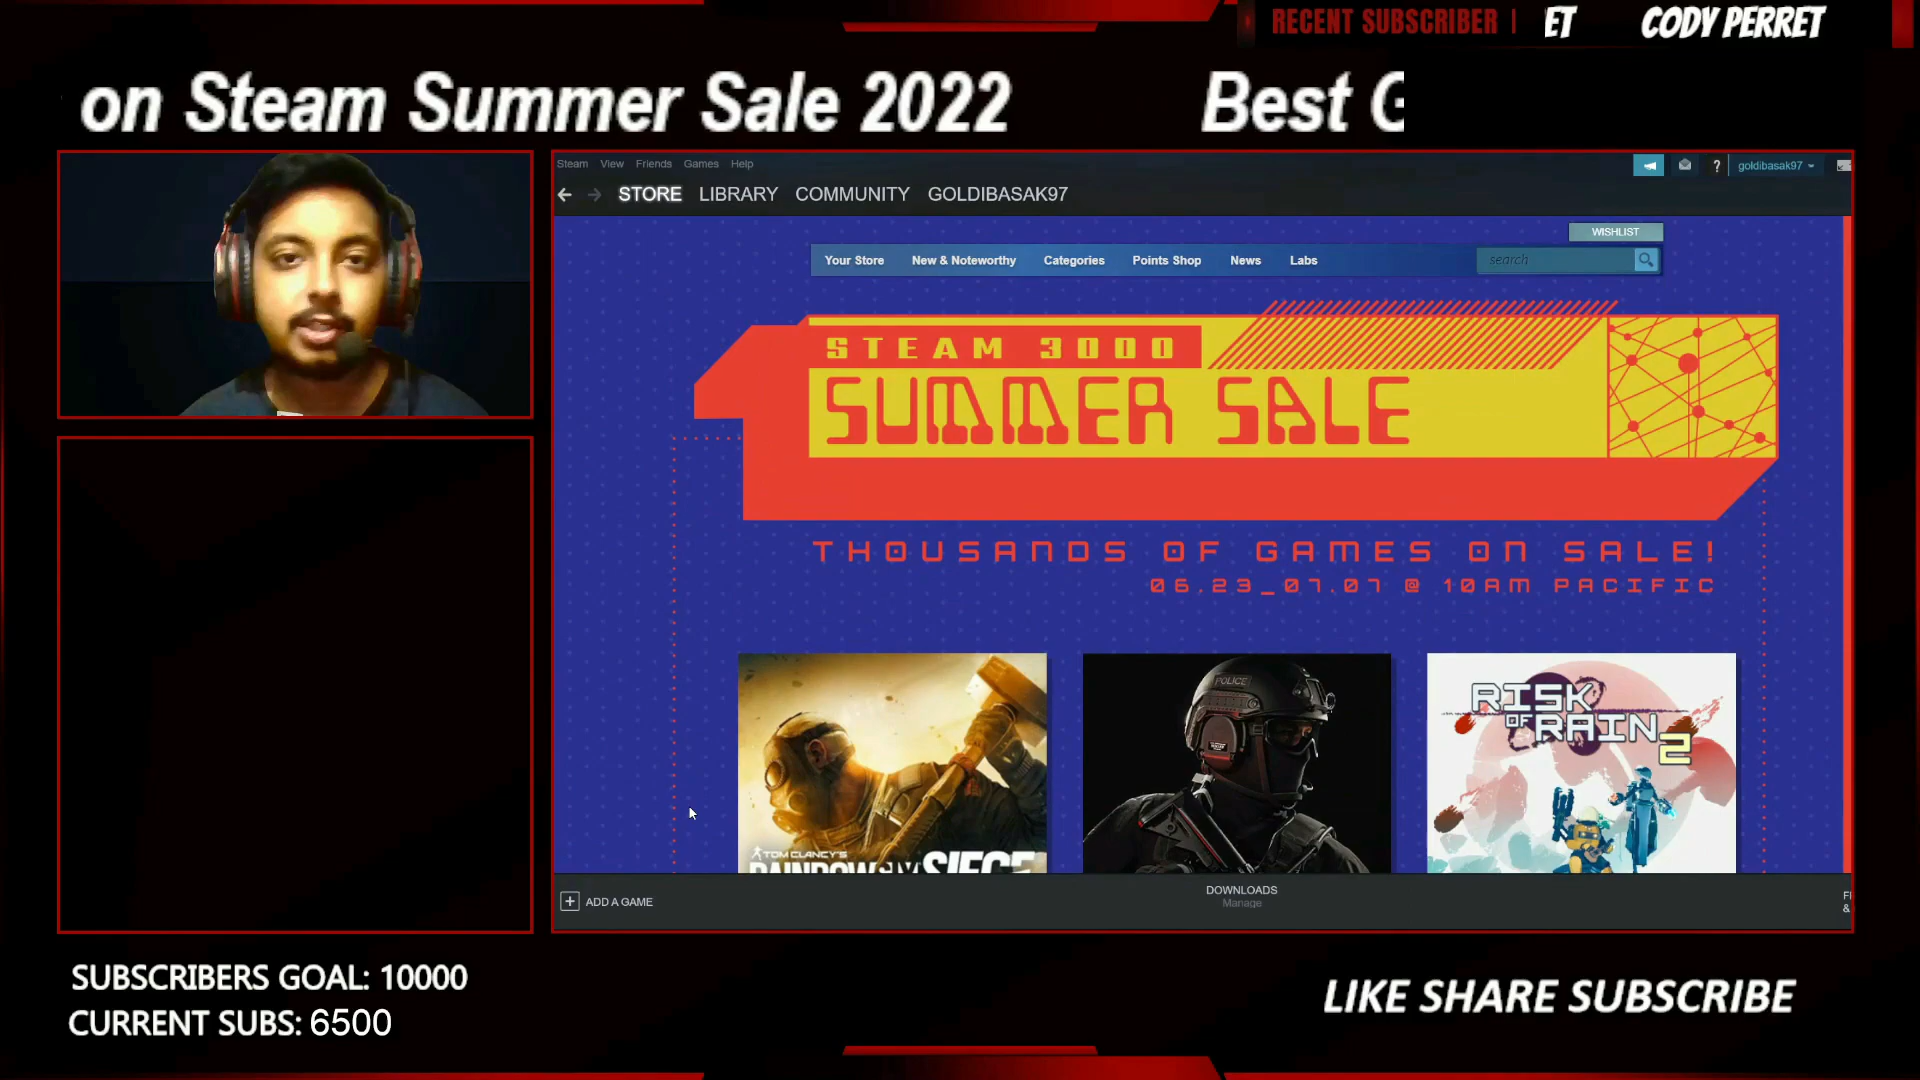 RECENT SUBSCRIBER | ET CODY PERRET
on Steam Summer Sale 2022 Best G
Steam View Friends Games Help
? goldibasak97
STORE LIBRARY COMMUNITY GOLDIBASAK97
WISHLIST
Your Store New & Noteworthy Categories Points Shop News Labs search
STEAM 3000
SUMMER SALE
THOUSANDS OF GAMES ON SALE!
06.23_07.07 @ 10AM PACIFIC
POLICE
RISK
OF RAIN
2
TOM CLANCY'S
RAINBOW SIX SIEGE
+ ADD A GAME
DOWNLOADS
Manage
F
&
SUBSCRIBERS GOAL: 10000
CURRENT SUBS: 6500
LIKE SHARE SUBSCRIBE